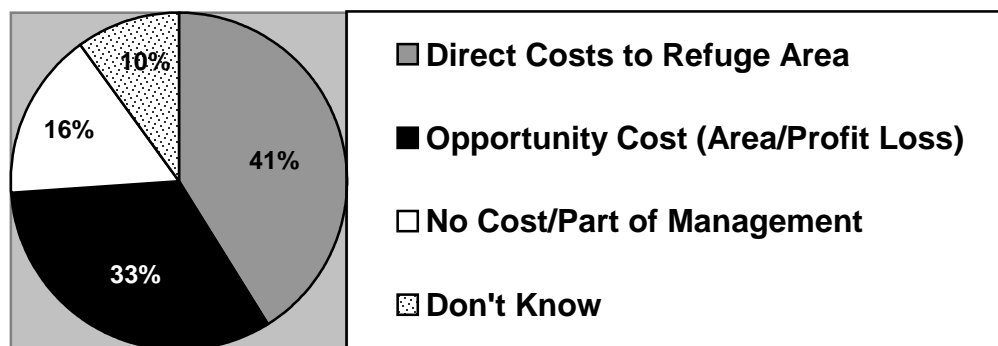 10%
16%
41%
33%
Direct Costs to Refuge Area
Opportunity Cost (Area/Profit Loss)
No Cost/Part of Management
Don't Know